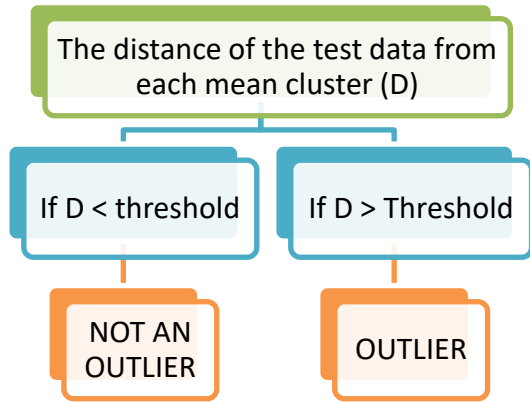 The distance of the test data from
each mean cluster (D)
If D < threshold
If D > Threshold
NOT AN
OUTLIER
OUTLIER